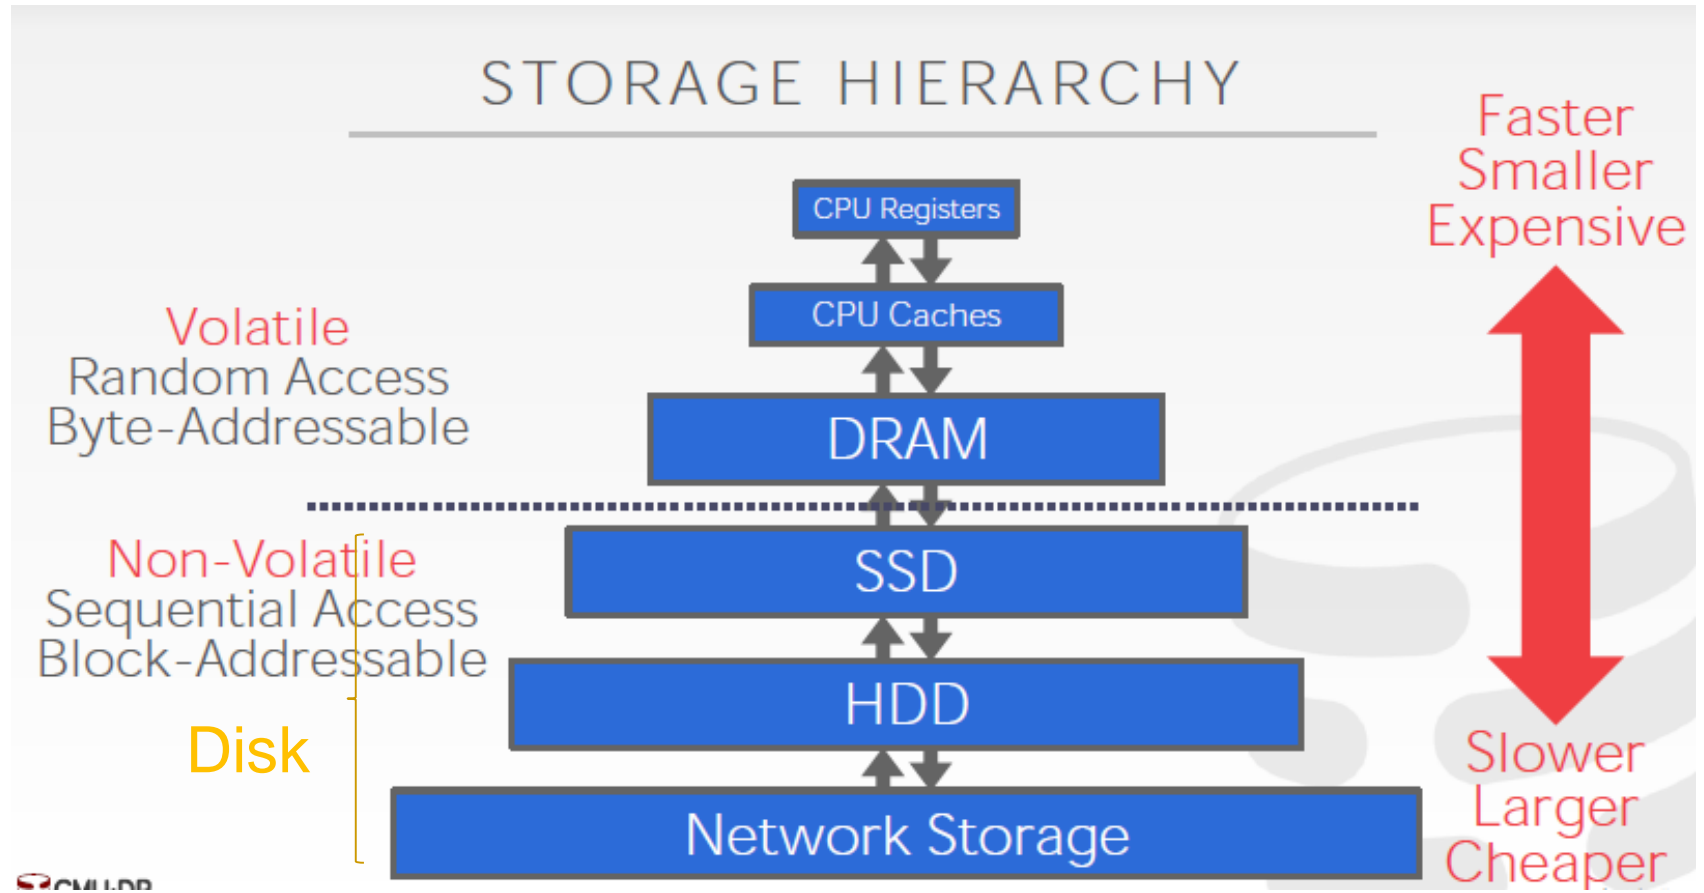 STORAGE HIERARCHY
Faster
Smaller
Expensive
CPU Registers
CPU Caches
Volatile
Random Access
Byte-Addressable
DRAM
Non-Volatile
Sequential Access
Block-Addressable
SSD
HDD
Disk
Network Storage
Slower
Larger
Cheaper